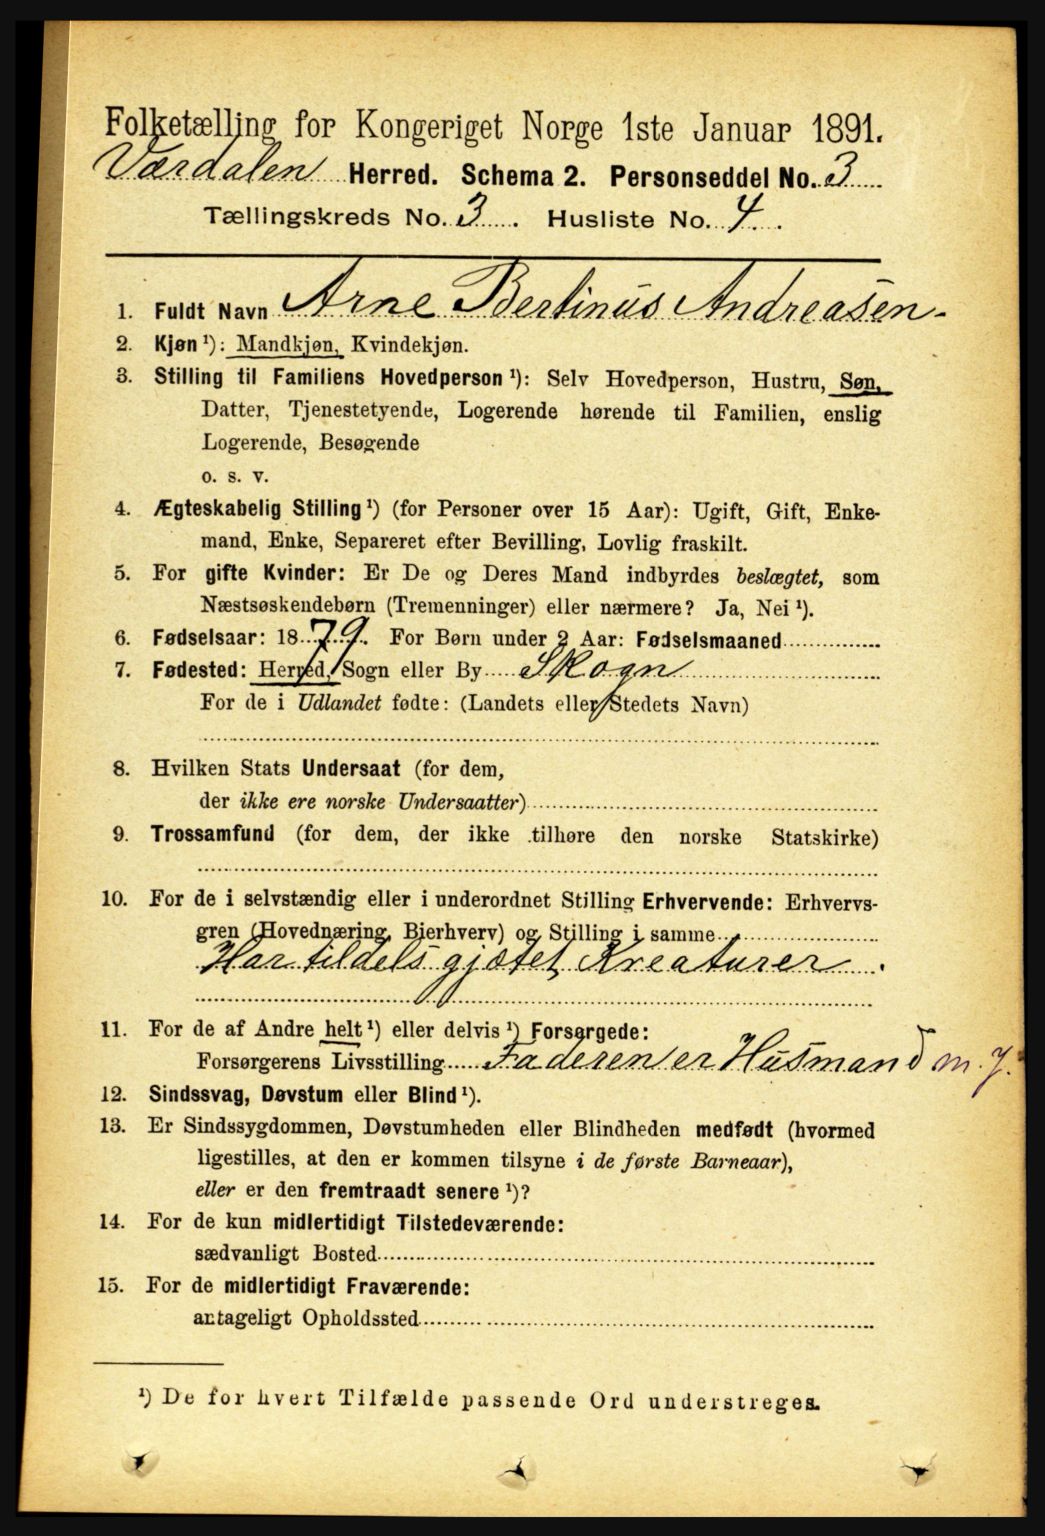 Folketælling for Kongeriget Norge 1ste Januar 1891.
Værdalen Herred. Schema 2. Personseddel No. 3
Tællingskreds No. 3. Husliste No. 4.
1. Fuldt Navn Arne Bertinus Andreasen.
2. Kjøn ¹): Mandkjøn, Kvindekjøn.
3. Stilling til Familiens Hovedperson ¹): Selv Hovedperson, Hustru, Søn,
Datter, Tjenestetyende, Logerende hørende til Familien, enslig
Logerende, Besøgende
o. s. v.
4. Ægteskabelig Stilling ¹) (for Personer over 15 Aar): Ugift, Gift, Enke-
mand, Enke, Separeret efter Bevilling, Lovlig fraskilt.
5. For gifte Kvinder: Er De og Deres Mand indbyrdes beslægtet, som
Næstsøskendebørn (Tremenninger) eller nærmere? Ja, Nei ¹).
6. Fødselsaar: 1879. For Børn under 2 Aar: Fødselsmaaned
7. Fødested: Herred, Sogn eller By Skogn
For de i Udlandet fødte: (Landets eller Stedets Navn)
8. Hvilken Stats Undersaat (for dem,
der ikke ere norske Undersaatter)
9. Trossamfund (for dem, der ikke tilhøre den norske Statskirke)
10. For de i selvstændig eller i underordnet Stilling Erhvervende: Erhvervs-
gren (Hovednæring, Bierhverv) og Stilling i samme
Har tildels gjætet Kreaturer.
11. For de af Andre helt ¹) eller delvis ¹) Forsørgede:
Forsørgerens Livsstilling Faderen er Husmand m. J.
12. Sindssvag, Døvstum eller Blind ¹).
13. Er Sindssygdommen, Døvstumheden eller Blindheden medfødt (hvormed
ligestilles, at den er kommen tilsyne i de første Barneaar),
eller er den fremtraadt senere ¹)?
14. For de kun midlertidigt Tilstedeværende:
sædvanligt Bosted
15. For de midlertidigt Fraværende:
antageligt Opholdssted
¹) De for hvert Tilfælde passende Ord understreges.